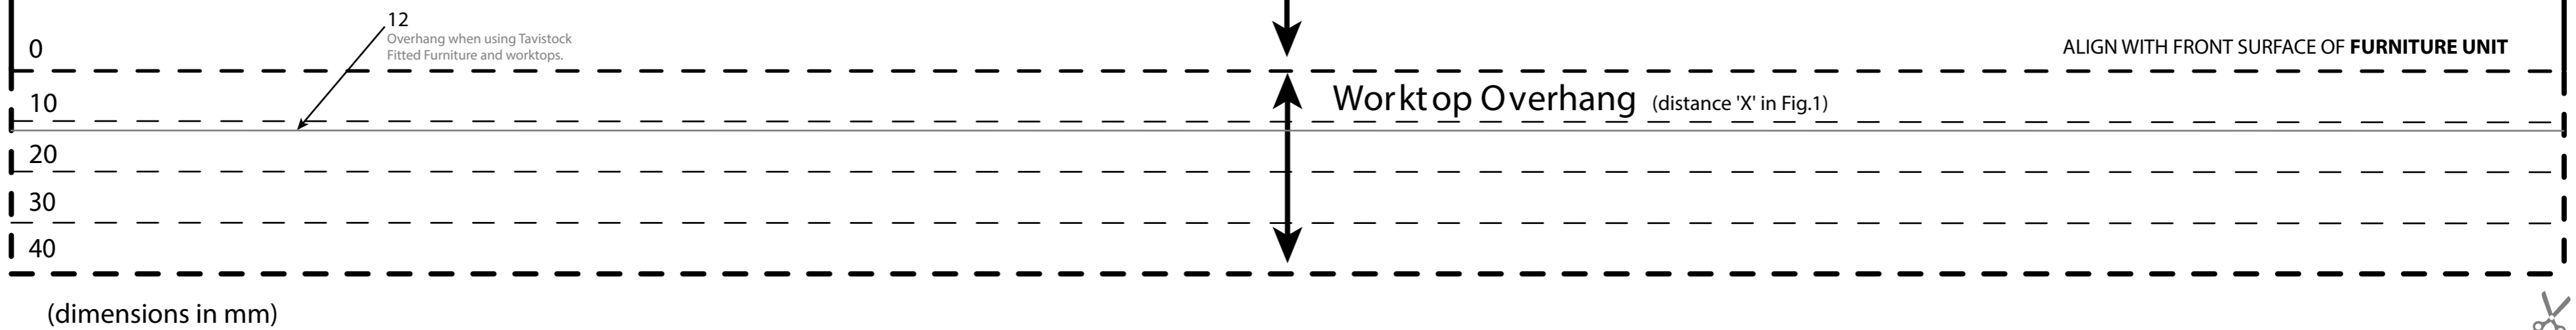 12
Overhang when using Tavistock
Fitted Furniture and worktops.
0
ALIGN WITH FRONT SURFACE OF FURNITURE UNIT
10
Worktop Overhang (distance 'X' in Fig.1)
20
30
40
(dimensions in mm)